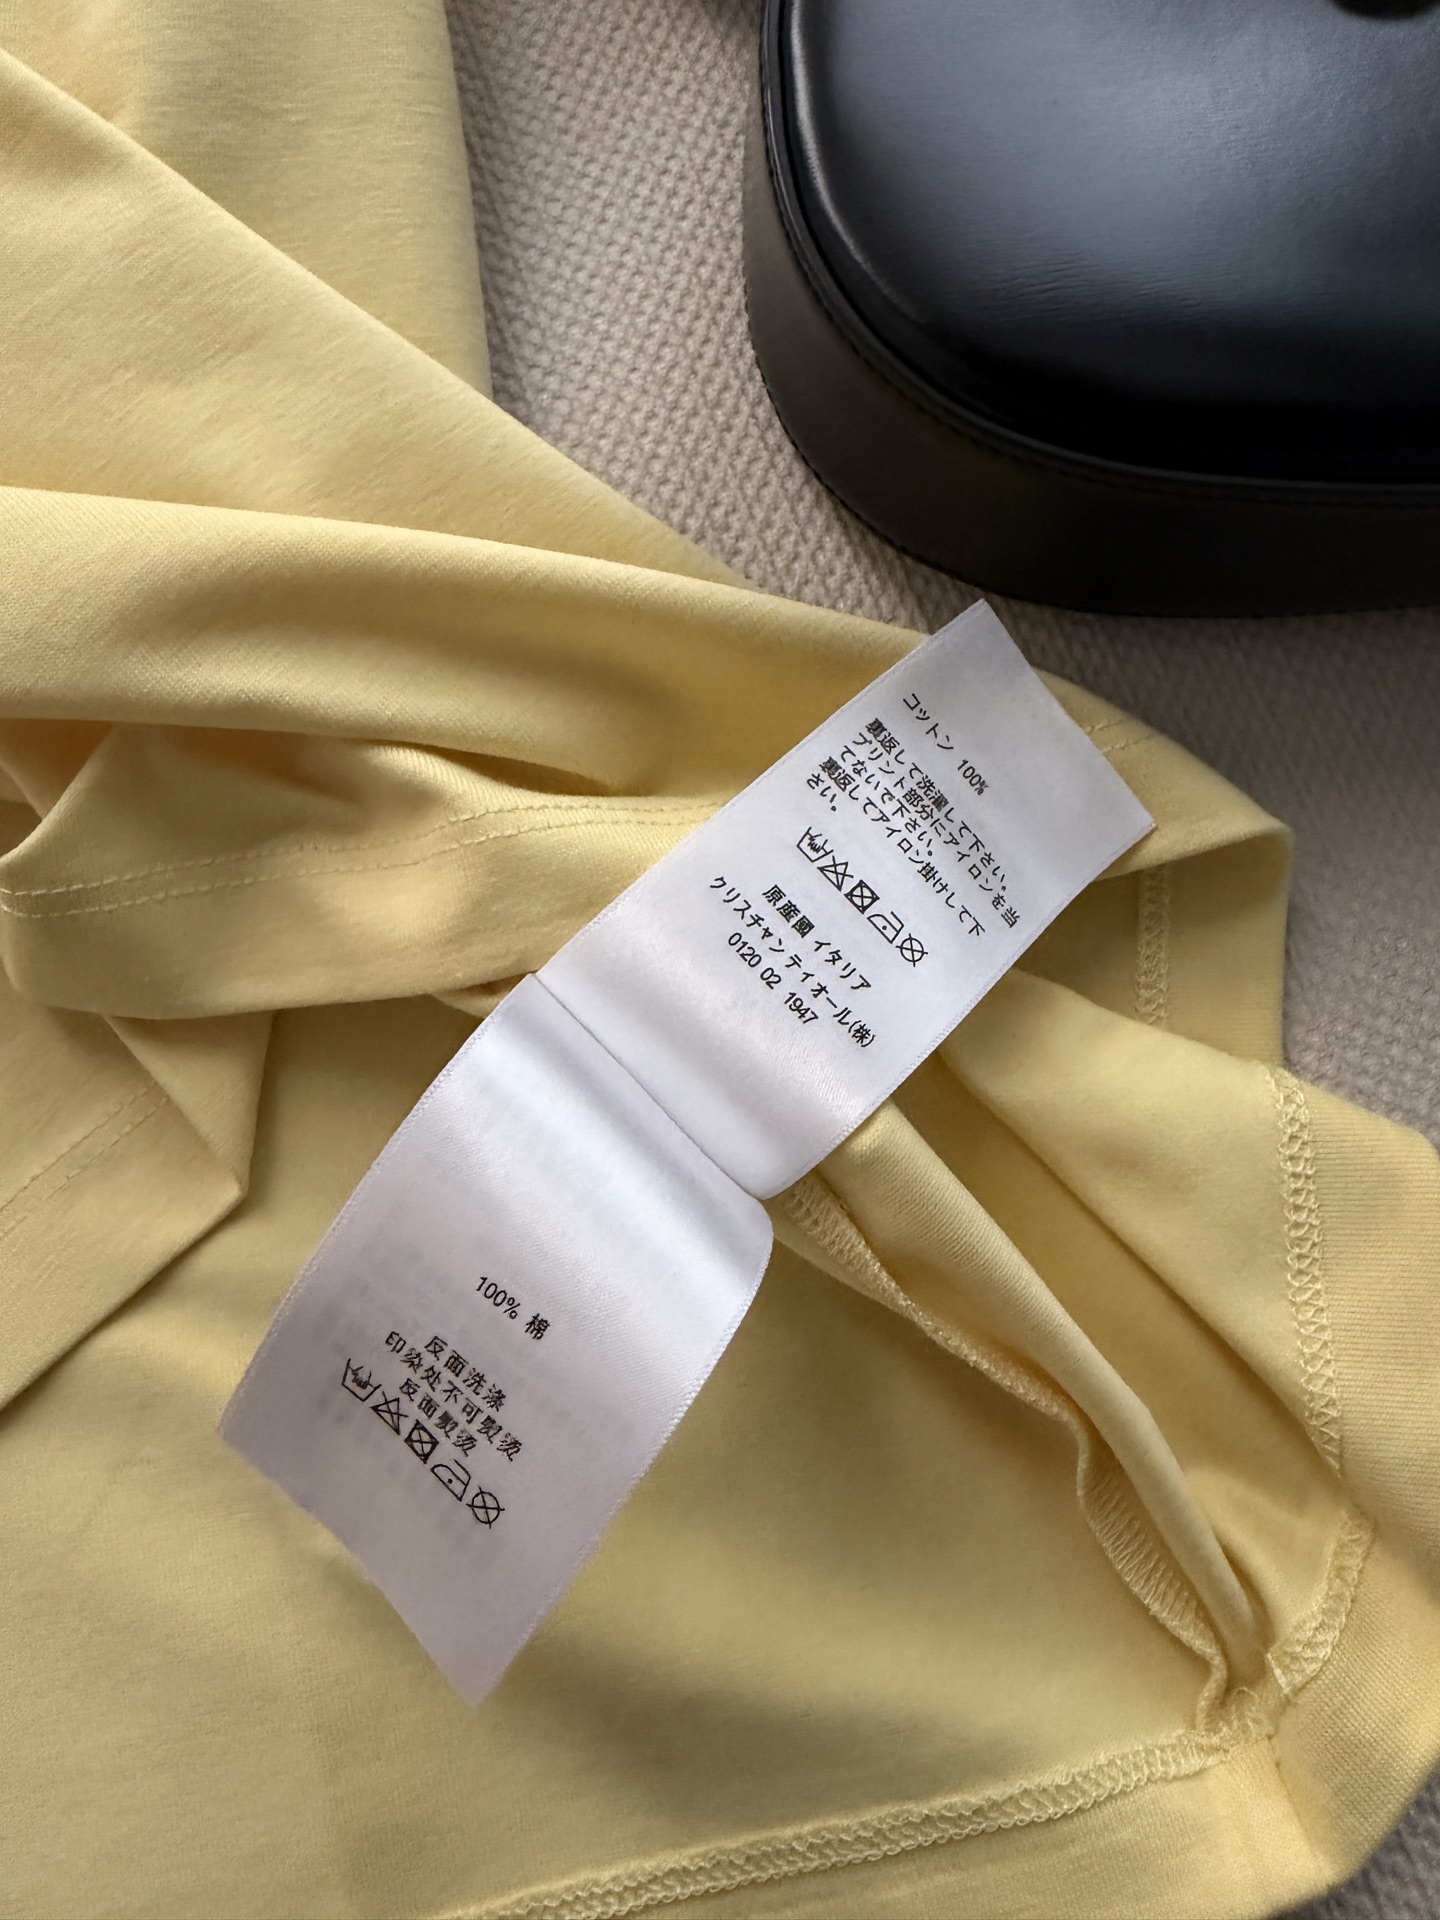 コットン 100%
裏返して洗濯して下さい。
プリント部分にアイロンを当
てないで下さい。
裏返してアイロン掛けして下
さい。
原産國 イタリア
クリスチャンディオール(株)
0120 02 1947
100% 棉
反面洗涤
印染处不可熨烫
反面熨烫